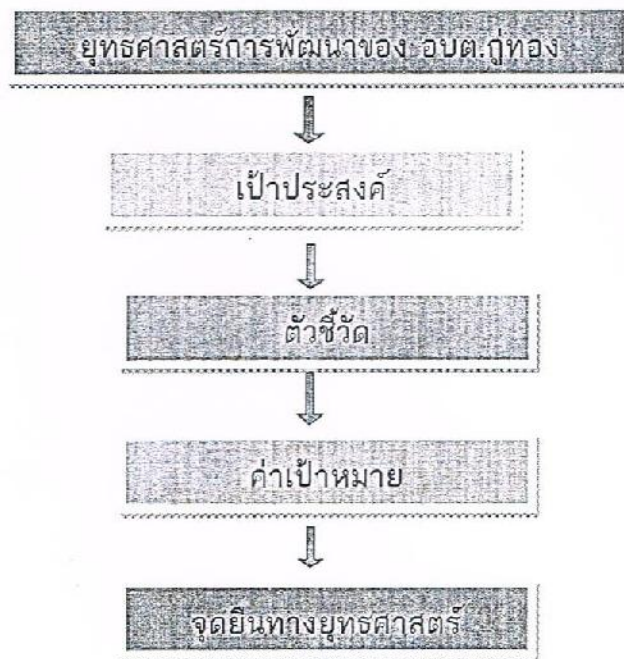 ยุทธศาสตร์การพัฒนาของ อบต.กู่ทอง
เป้าประสงค์
ตัวชี้วัด
ค่าเป้าหมาย
จุดยืนทางยุทธศาสตร์